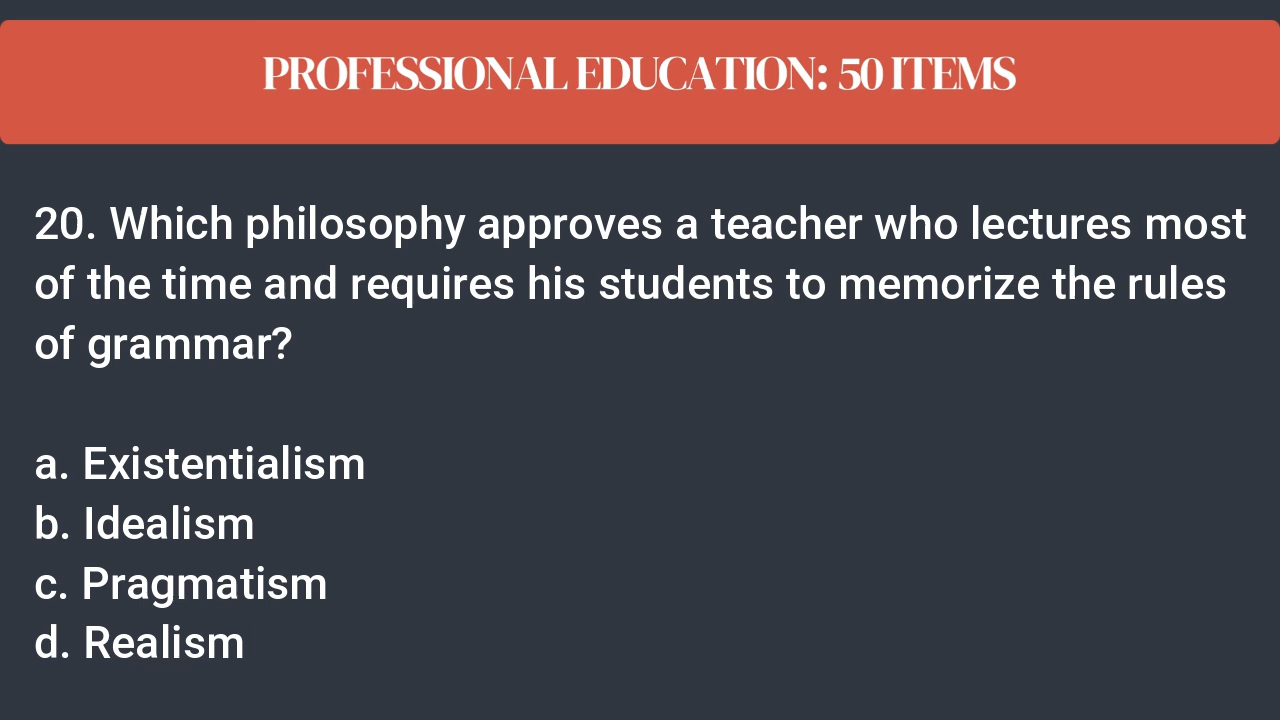 PROFESSIONAL EDUCATION: 50 ITEMS
20. Which philosophy approves a teacher who lectures most
of the time and requires his students to memorize the rules
of grammar?
a. Existentialism
b. Idealism
c. Pragmatism
d. Realism